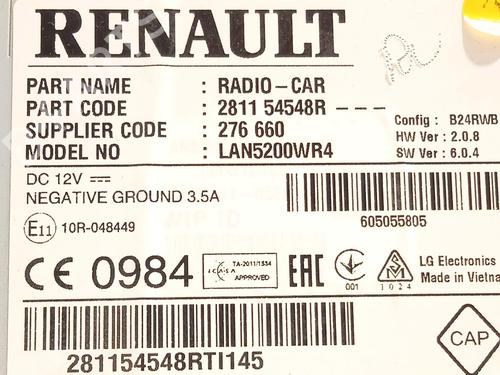 RENAULT
PART NAME : RADIO-CAR
PART CODE : 2811 54548R ---
SUPPLIER CODE : 276 660
MODEL NO : LAN5200WR4
Config : B24RWB
HW Ver : 2.0.8
SW Ver : 6.0.4
DC 12V
NEGATIVE GROUND 3.5A
E11 10R-048449
605055805
CE 0984
ICASA
TA-2011/1534
APPROVED
EAC
001
1024
LG Electronics
Made in Vietna
281154548RTI145
CAP